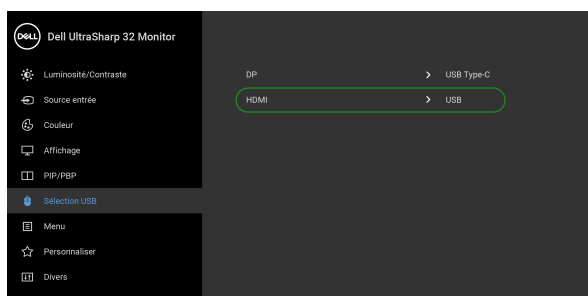 DELL Dell UltraSharp 32 Monitor
Luminosité/Contraste
Source entrée
Couleur
Affichage
PIP/PBP
Sélection USB
Menu
Personnaliser
Divers
DP > USB Type-C
HDMI > USB